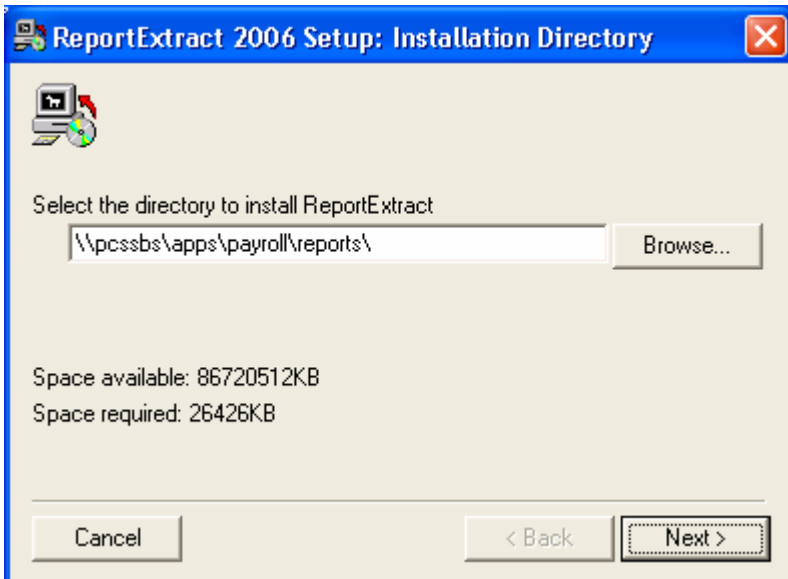 ReportExtract 2006 Setup: Installation Directory
Select the directory to install ReportExtract
\\pcssbs\apps\payroll\reports\
Browse...
Space available: 86720512KB
Space required: 26426KB
Cancel
< Back
Next >